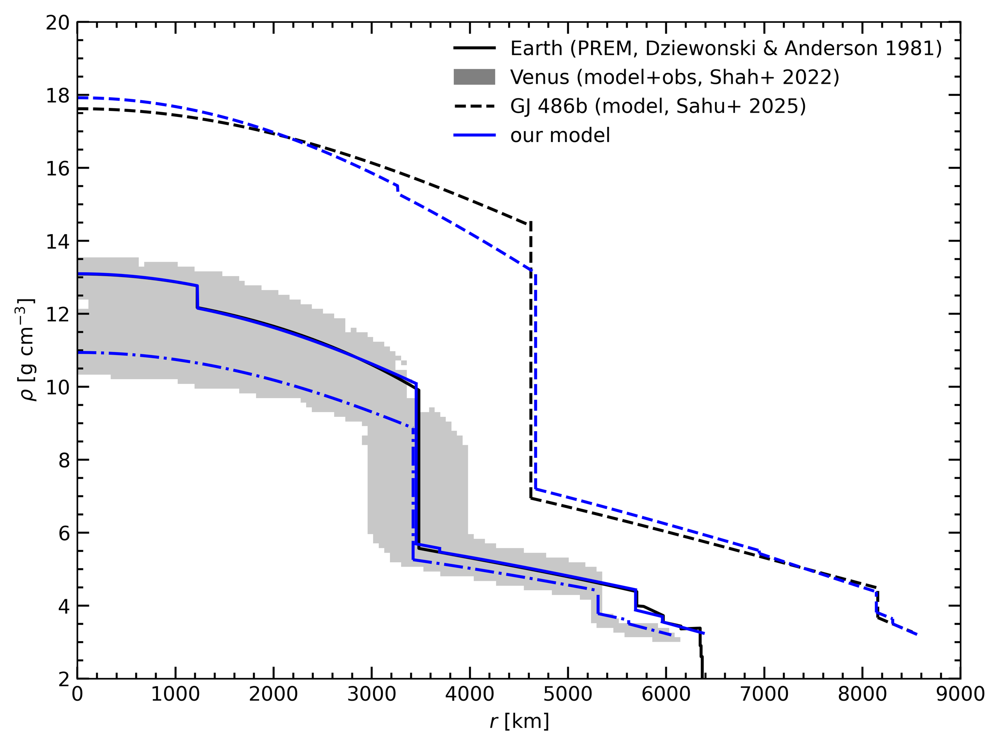 20
18
16
14
12
10
8
6
4
2
ρ [g cm⁻³]
Earth (PREM, Dziewonski & Anderson 1981)
Venus (model+obs, Shah+ 2022)
GJ 486b (model, Sahu+ 2025)
our model
0 1000 2000 3000 4000 5000 6000 7000 8000 9000
r [km]